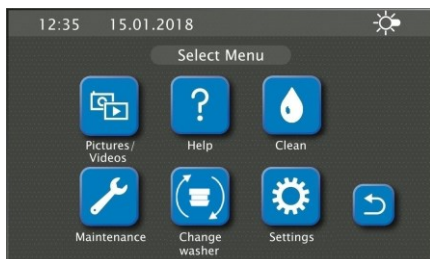 12:35 15.01.2018
Select Menu
Pictures/
Videos
Help
Clean
Maintenance
Change
washer
Settings